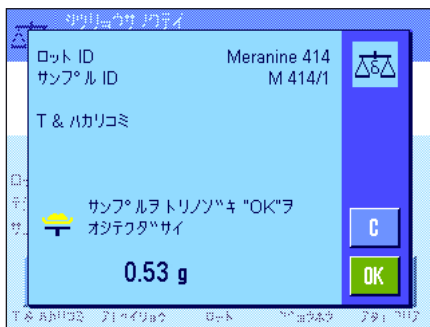 ロット ID Meranine 414
サンプ゜ル ID M 414/1
T & ハカリコミ
サンプ゜ルヲ トリノゾ゛キ "OK"ヲ
オシテクダ゛サイ
C
0.53 g
OK